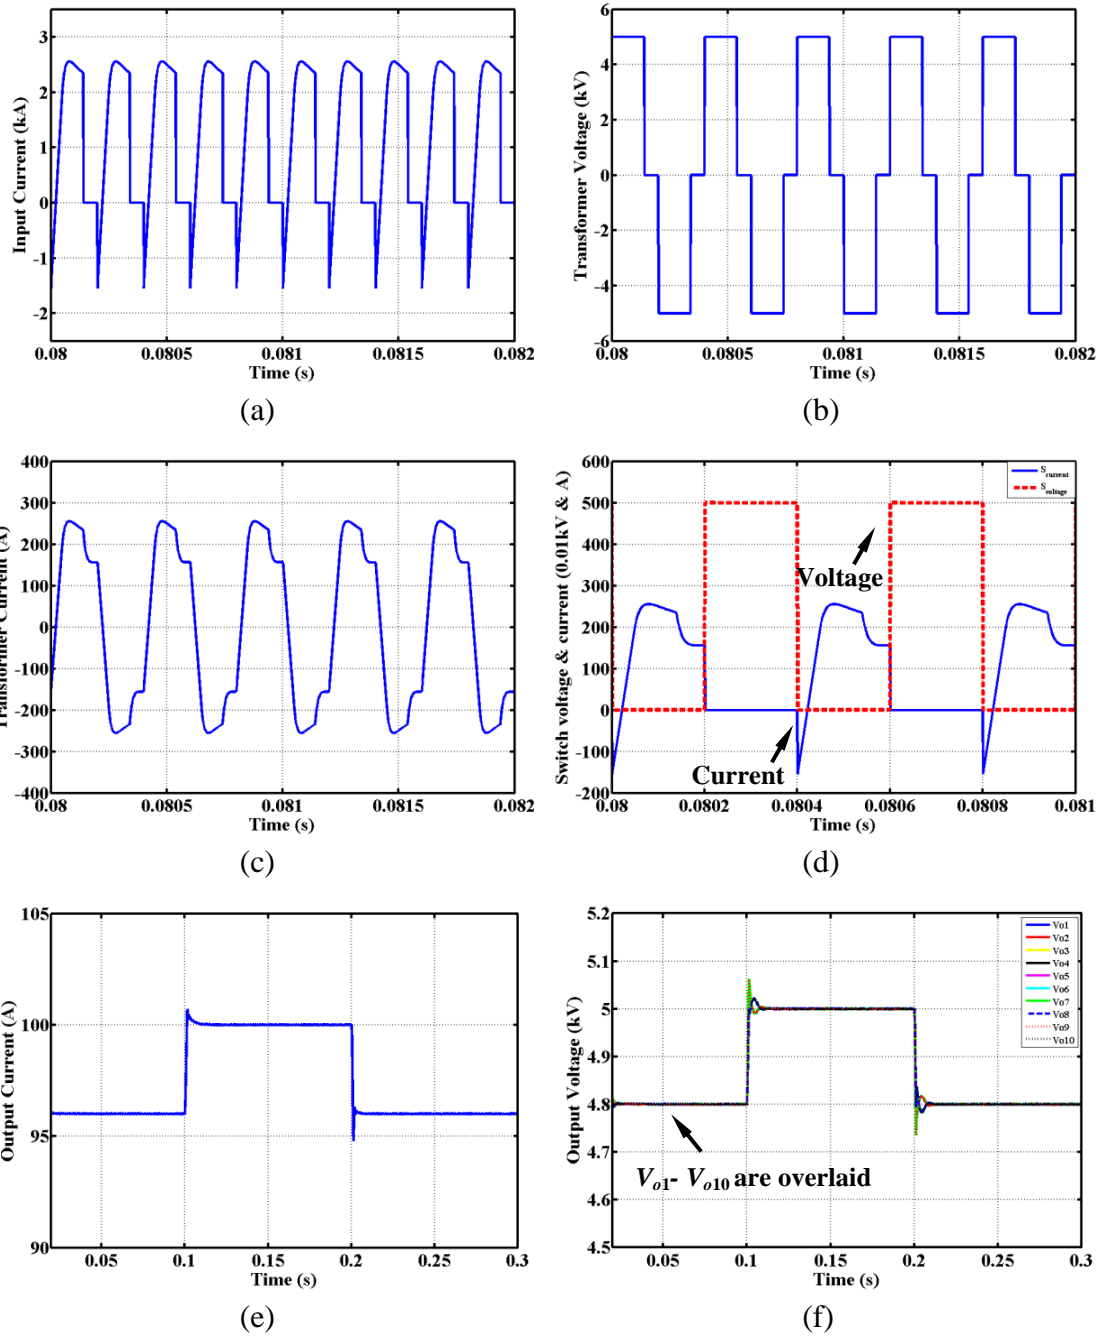 3
2
1
0
-1
-2
0.08
0.0805
0.081
0.0815
0.082
Input Current (kA)
Time (s)
(a)
6
4
2
0
-2
-4
-6
0.08
0.0805
0.081
0.0815
0.082
Transformer Voltage (kV)
Time (s)
(b)
400
300
200
100
0
-100
-200
-300
-400
0.08
0.0805
0.081
0.0815
0.082
Transformer Current (A)
Time (s)
(c)
600
500
400
300
200
100
0
-100
-200
0.08
0.0802
0.0804
0.0806
0.0808
0.081
Switch voltage & current (0.01kV & A)
Time (s)
Scurrent
Svoltage
Voltage
Current
(d)
105
100
95
90
0.05
0.1
0.15
0.2
0.25
0.3
Output Current (A)
Time (s)
(e)
5.2
5.1
5
4.9
4.8
4.7
4.6
4.5
0.05
0.1
0.15
0.2
0.25
0.3
Output Voltage (kV)
Time (s)
Vo1
Vo2
Vo3
Vo4
Vo5
Vo6
Vo7
Vo8
Vo9
Vo10
Vo1- Vo10 are overlaid
(f)